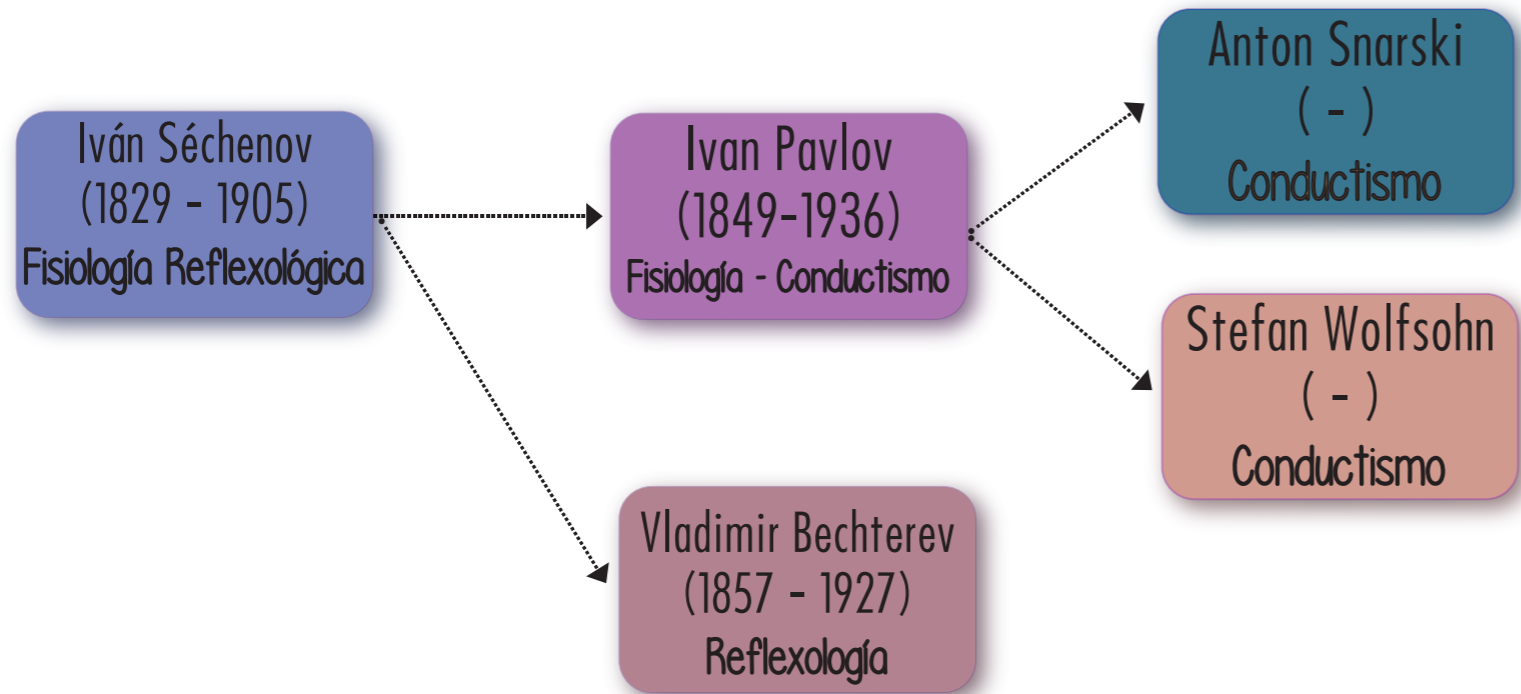 Iván Séchenov
(1829 - 1905)
Fisiología Reflexológica
Ivan Pavlov
(1849-1936)
Fisiología - Conductismo
Vladimir Bechterev
(1857 - 1927)
Reflexología
Anton Snarski
( - )
Conductismo
Stefan Wolfsohn
( - )
Conductismo